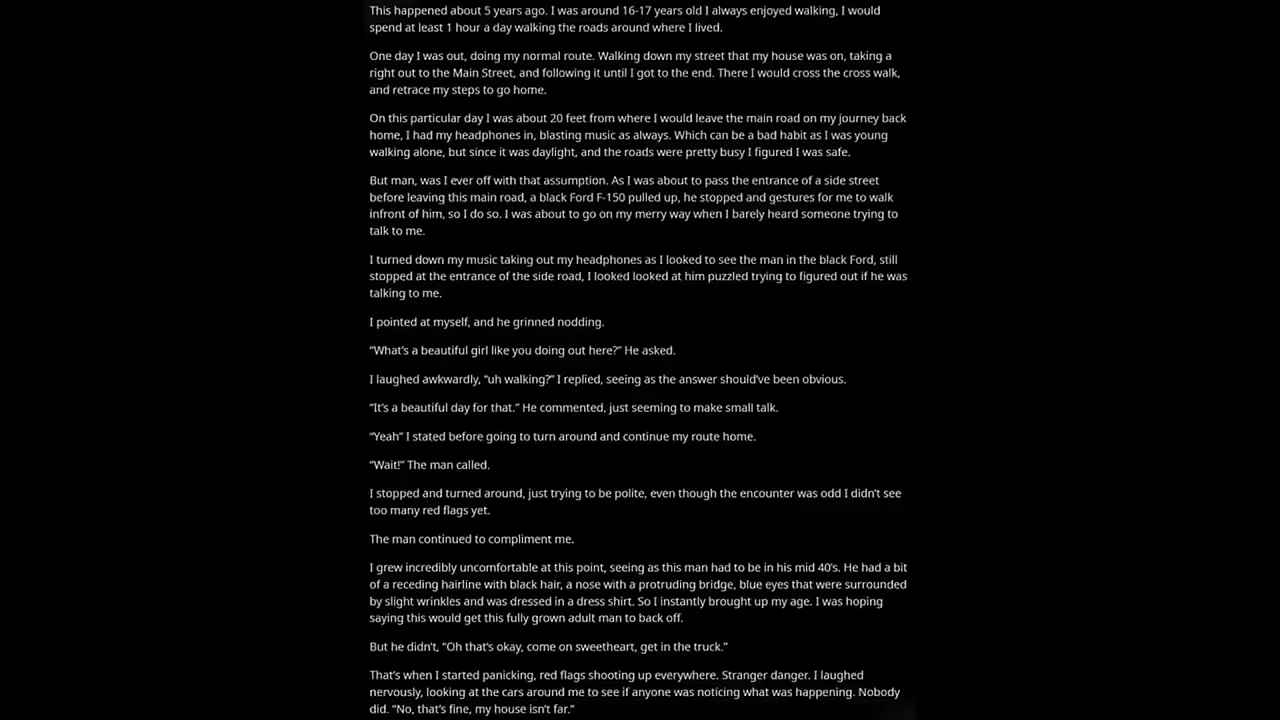 This happened about 5 years ago. I was around 16-17 years old I always enjoyed walking, I would
spend at least 1 hour a day walking the roads around where I lived.
One day I was out, doing my normal route. Walking down my street that my house was on, taking a
right out to the Main Street, and following it until I got to the end. There I would cross the cross walk,
and retrace my steps to go home.
On this particular day I was about 20 feet from where I would leave the main road on my journey back
home, I had my headphones in, blasting music as always. Which can be a bad habit as I was young
walking alone, but since it was daylight, and the roads were pretty busy I figured I was safe.
But man, was I ever off with that assumption. As I was about to pass the entrance of a side street
before leaving this main road, a black Ford F-150 pulled up, he stopped and gestures for me to walk
infront of him, so I do so. I was about to go on my merry way when I barely heard someone trying to
talk to me.
I turned down my music taking out my headphones as I looked to see the man in the black Ford, still
stopped at the entrance of the side road, I looked looked at him puzzled trying to figured out if he was
talking to me.
I pointed at myself, and he grinned nodding.
“What’s a beautiful girl like you doing out here?” He asked.
I laughed awkwardly, “uh walking?” I replied, seeing as the answer should’ve been obvious.
“It’s a beautiful day for that.” He commented, just seeming to make small talk.
“Yeah” I stated before going to turn around and continue my route home.
“Wait!” The man called.
I stopped and turned around, just trying to be polite, even though the encounter was odd I didn’t see
too many red flags yet.
The man continued to compliment me.
I grew incredibly uncomfortable at this point, seeing as this man had to be in his mid 40’s. He had a bit
of a receding hairline with black hair, a nose with a protruding bridge, blue eyes that were surrounded
by slight wrinkles and was dressed in a dress shirt. So I instantly brought up my age. I was hoping
saying this would get this fully grown adult man to back off.
But he didn’t, “Oh that’s okay, come on sweetheart, get in the truck.”
That’s when I started panicking, red flags shooting up everywhere. Stranger danger. I laughed
nervously, looking at the cars around me to see if anyone was noticing what was happening. Nobody
did. “No, that’s fine, my house isn’t far.”